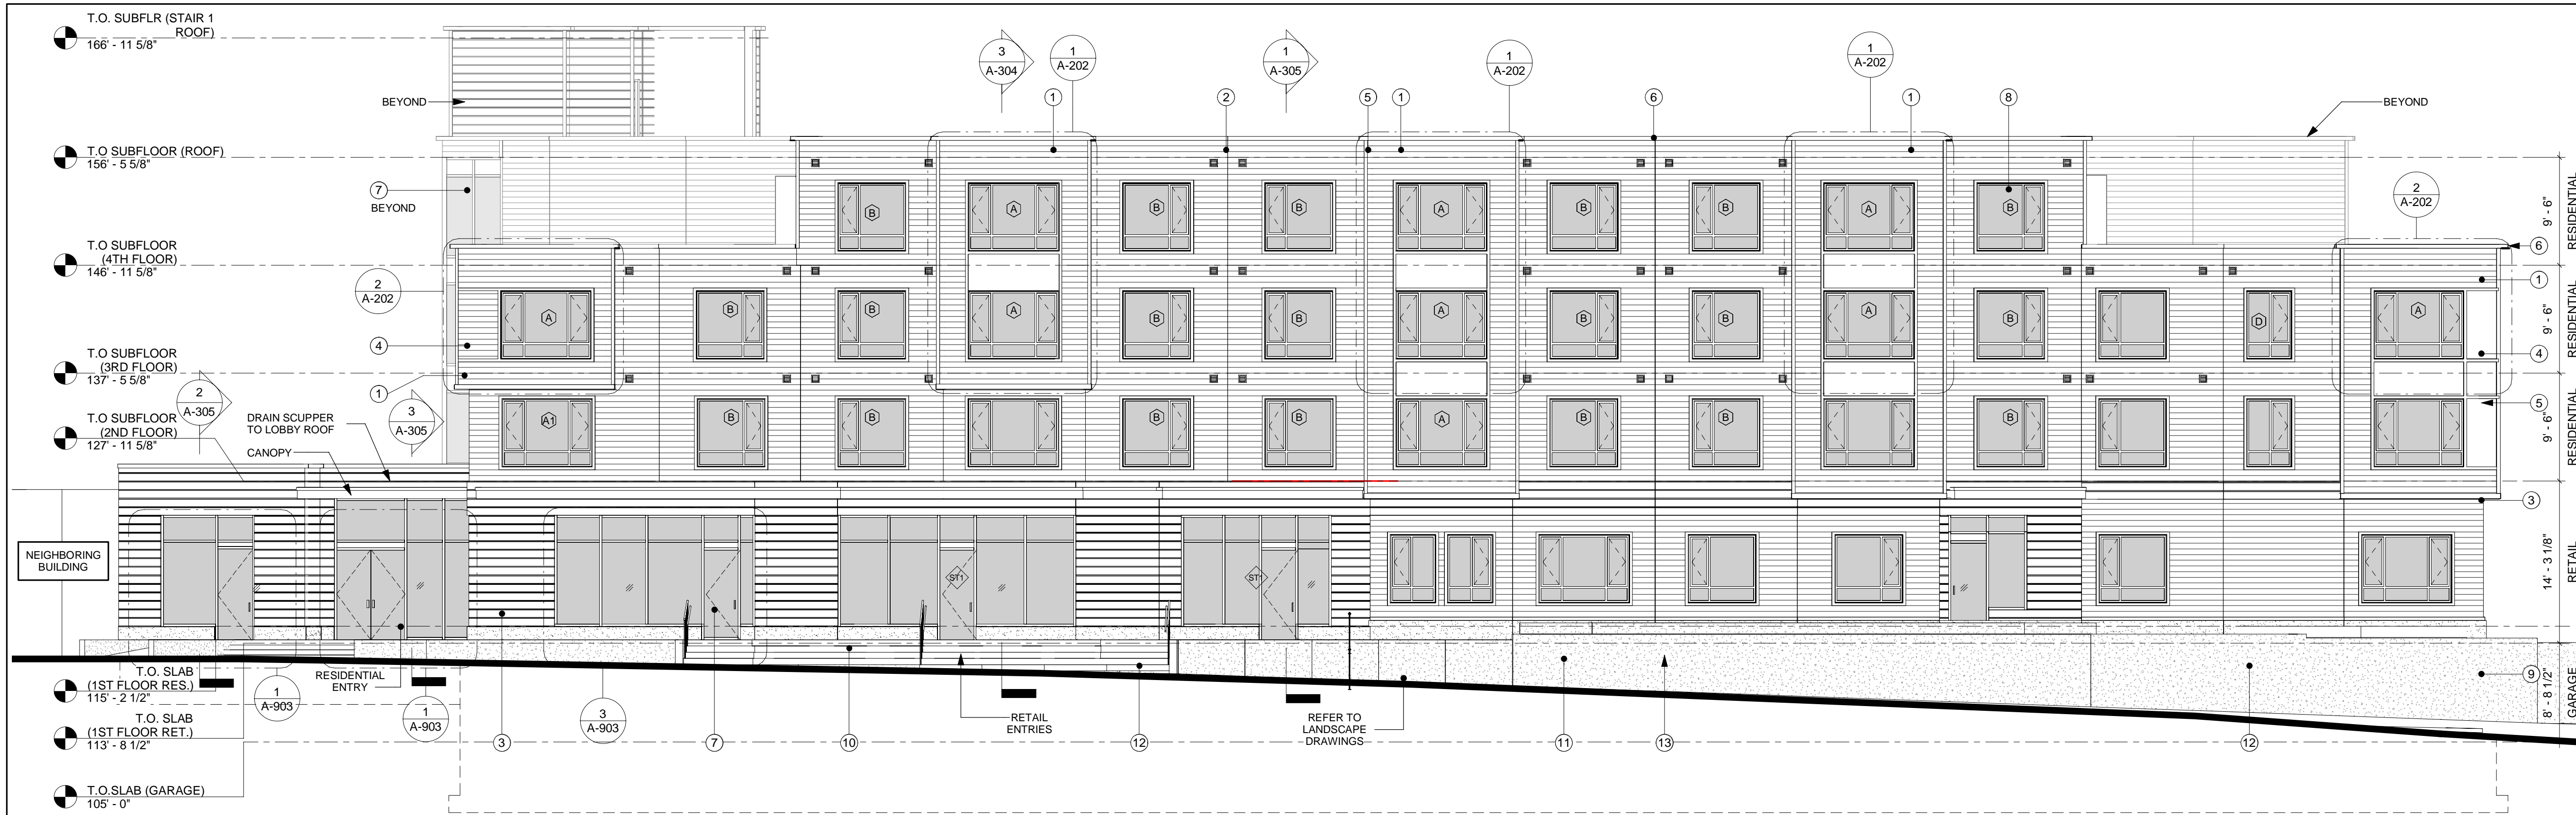 T.O. SUBFLR (STAIR 1
ROOF)
166' - 11 5/8"
3
A-304
1
A-202
1
A-305
1
A-202
1
A-202
BEYOND
1
2
5
1
6
1
8
BEYOND
T.O SUBFLOOR (ROOF)
156' - 5 5/8"
7
BEYOND
B
A
B
B
A
B
B
A
B
2
A-202
9' - 6"
RESIDENTIAL
T.O SUBFLOOR
(4TH FLOOR)
146' - 11 5/8"
6
2
A-202
1
A
B
B
A
B
B
A
B
B
A
B
D
A
9' - 6"
RESIDENTIAL
4
4
T.O SUBFLOOR
(3RD FLOOR)
137' - 5 5/8"
1
2
A-305
3
A-305
5
DRAIN SCUPPER
TO LOBBY ROOF
A1
B
B
B
B
A
B
B
B
9' - 6"
RESIDENTIAL
T.O SUBFLOOR
(2ND FLOOR)
127' - 11 5/8"
CANOPY
3
NEIGHBORING
BUILDING
ST1
ST1
14' - 3 1/8"
RETAIL
T.O. SLAB
(1ST FLOOR RES.)
115' - 2 1/2"
1
A-903
RESIDENTIAL
ENTRY
1
A-903
3
A-903
9
8' - 8 1/2"
GARAGE
T.O. SLAB
(1ST FLOOR RET.)
113' - 8 1/2"
3
7
10
RETAIL
ENTRIES
12
REFER TO
LANDSCAPE
DRAWINGS
11
13
12
T.O.SLAB (GARAGE)
105' - 0"